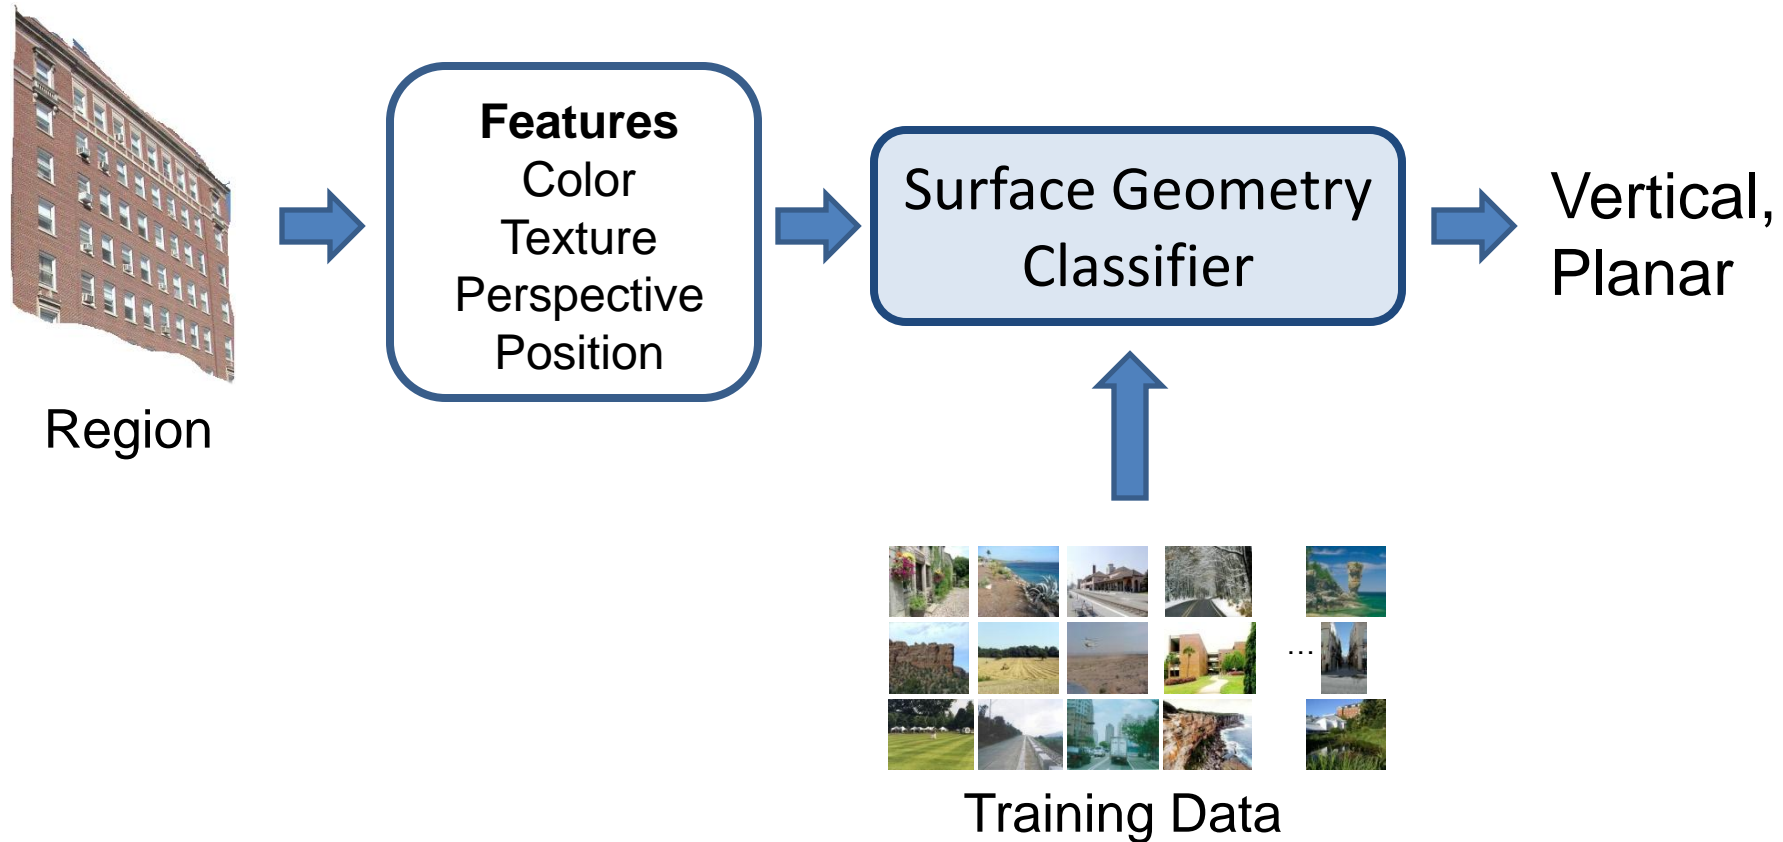 Region
Features
Color
Texture
Perspective
Position
Surface Geometry
Classifier
Vertical,
Planar
...
Training Data